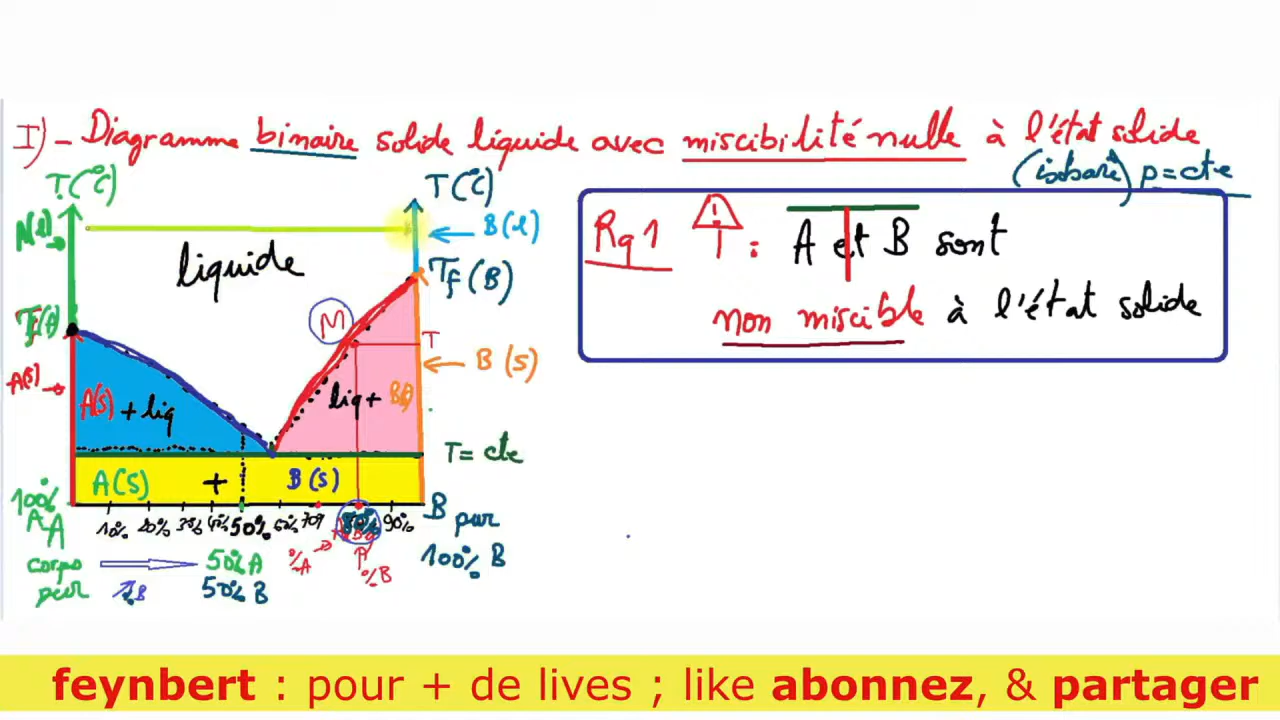 I) - Diagramme binaire solide liquide avec miscibilité nulle à l'état solide
(isobare) p = cte
T(°C)
T(°C)
B(l)
liquide
Tf(B)
M
T
B(s)
A(s)
A(s) + liq
liq + B(s)
T = cte
A(s) + B(s)
100% A
A
10% 20% 30% 40% 50% 60% 70% 80% 90%
B pur
100% B
corps pur
50% A
50% B
%A
%B
Rq1 ! : A et B sont
non miscible à l'état solide
feynbert : pour + de lives ; like abonnez, & partager